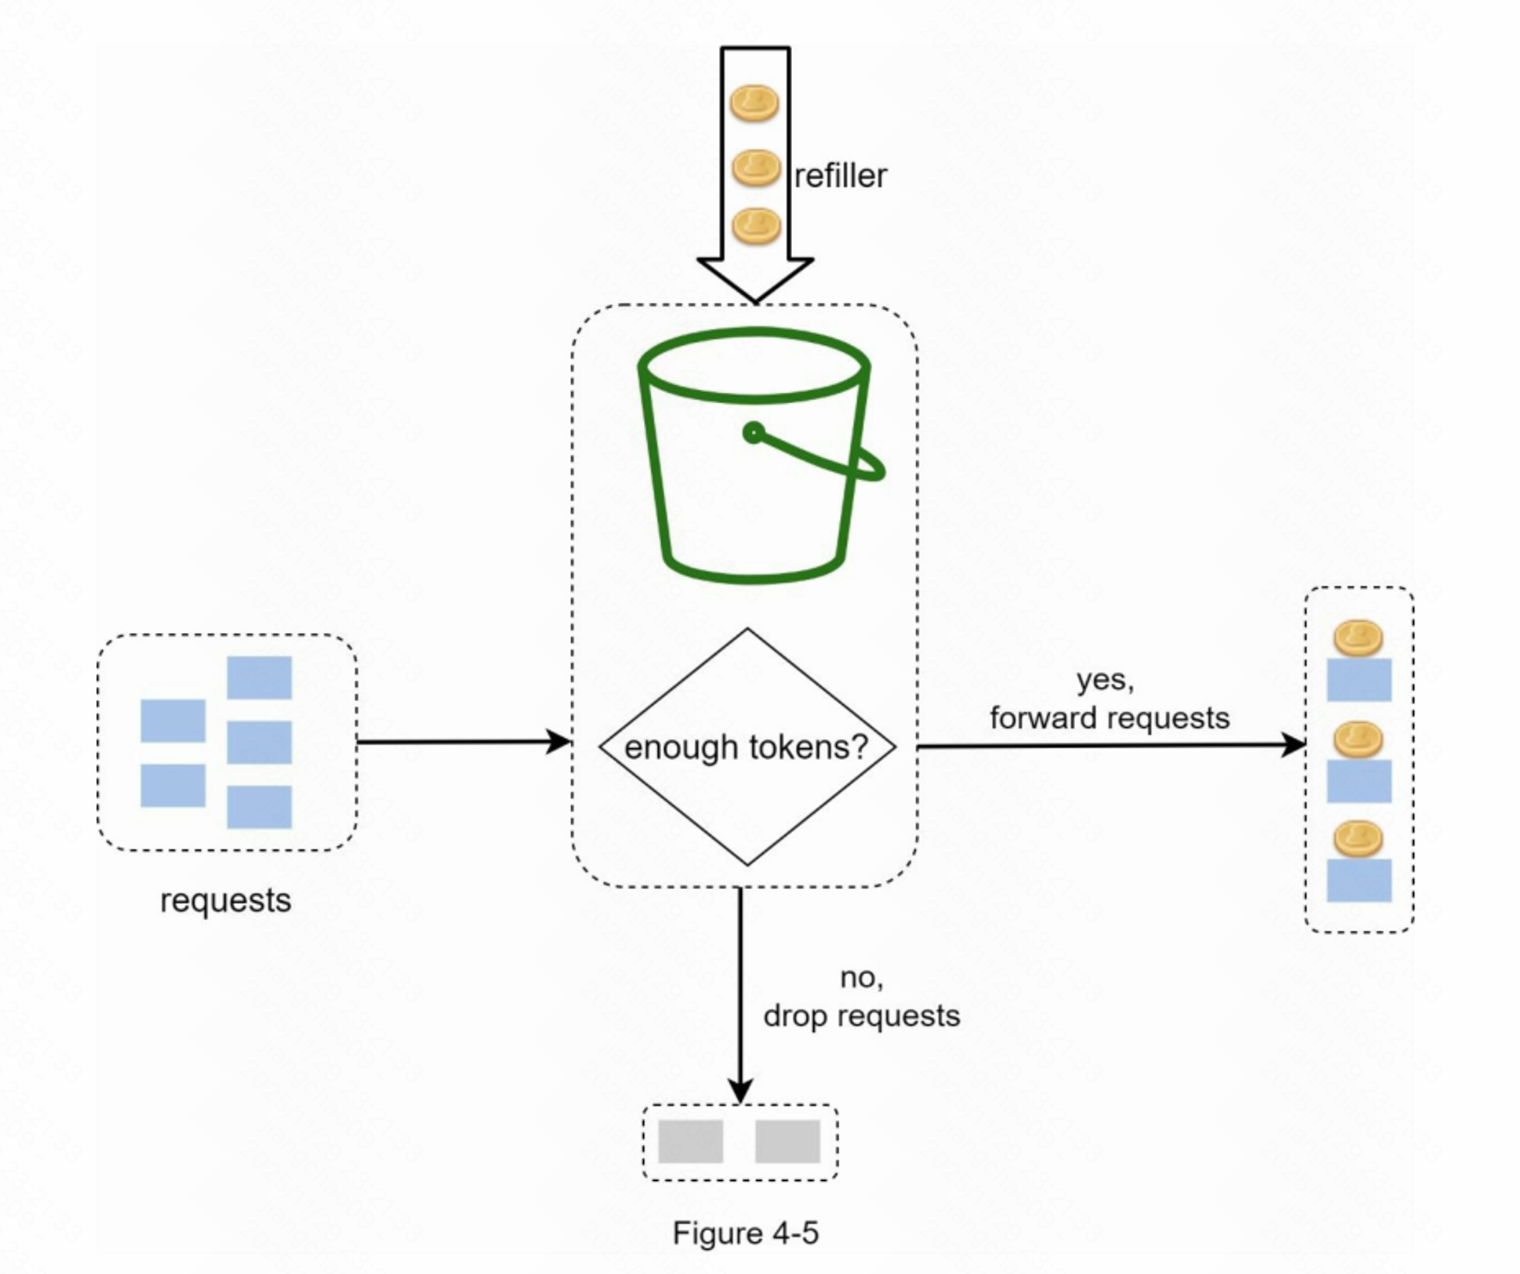 refiller
enough tokens?
yes,
forward requests
requests
no,
drop requests
Figure 4-5